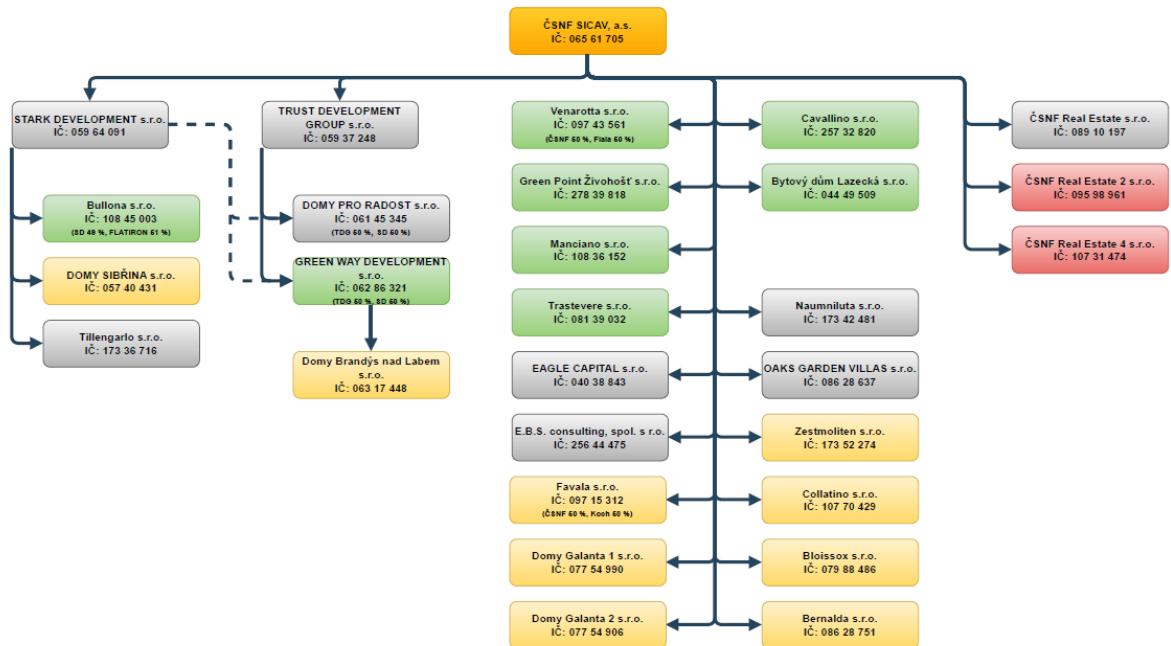 ČSNF SICAV, a.s.
IČ: 065 61 705
STARK DEVELOPMENT s.r.o.
IČ: 059 64 091
TRUST DEVELOPMENT
GROUP s.r.o.
IČ: 059 37 248
Bullona s.r.o.
IČ: 108 45 003
(SD 49 %, FLATIRON 51 %)
DOMY SIBŘINA s.r.o.
IČ: 057 40 431
Tillengarlo s.r.o.
IČ: 173 36 716
DOMY PRO RADOST s.r.o.
IČ: 061 45 345
(TDG 50 %, SD 50 %)
GREEN WAY DEVELOPMENT
s.r.o.
IČ: 062 86 321
(TDG 50 %, SD 50 %)
Domy Brandýs nad Labem
s.r.o.
IČ: 063 17 448
Venarotta s.r.o.
IČ: 097 43 561
(ČSNF 50 %, Fiala 50 %)
Cavallino s.r.o.
IČ: 257 32 820
Green Point Živohošť s.r.o.
IČ: 278 39 818
Bytový dům Lazecká s.r.o.
IČ: 044 49 509
Manciano s.r.o.
IČ: 108 36 152
Trastevere s.r.o.
IČ: 081 39 032
Naumniluta s.r.o.
IČ: 173 42 481
EAGLE CAPITAL s.r.o.
IČ: 040 38 843
OAKS GARDEN VILLAS s.r.o.
IČ: 086 28 637
E.B.S. consulting, spol. s r.o.
IČ: 256 44 475
Zestmoliten s.r.o.
IČ: 173 52 274
Favala s.r.o.
IČ: 097 15 312
(ČSNF 50 %, Koch 50 %)
Collatino s.r.o.
IČ: 107 70 429
Domy Galanta 1 s.r.o.
IČ: 077 54 990
Bloissox s.r.o.
IČ: 079 88 486
Domy Galanta 2 s.r.o.
IČ: 077 54 906
Bernalda s.r.o.
IČ: 086 28 751
ČSNF Real Estate s.r.o.
IČ: 089 10 197
ČSNF Real Estate 2 s.r.o.
IČ: 095 98 961
ČSNF Real Estate 4 s.r.o.
IČ: 107 31 474